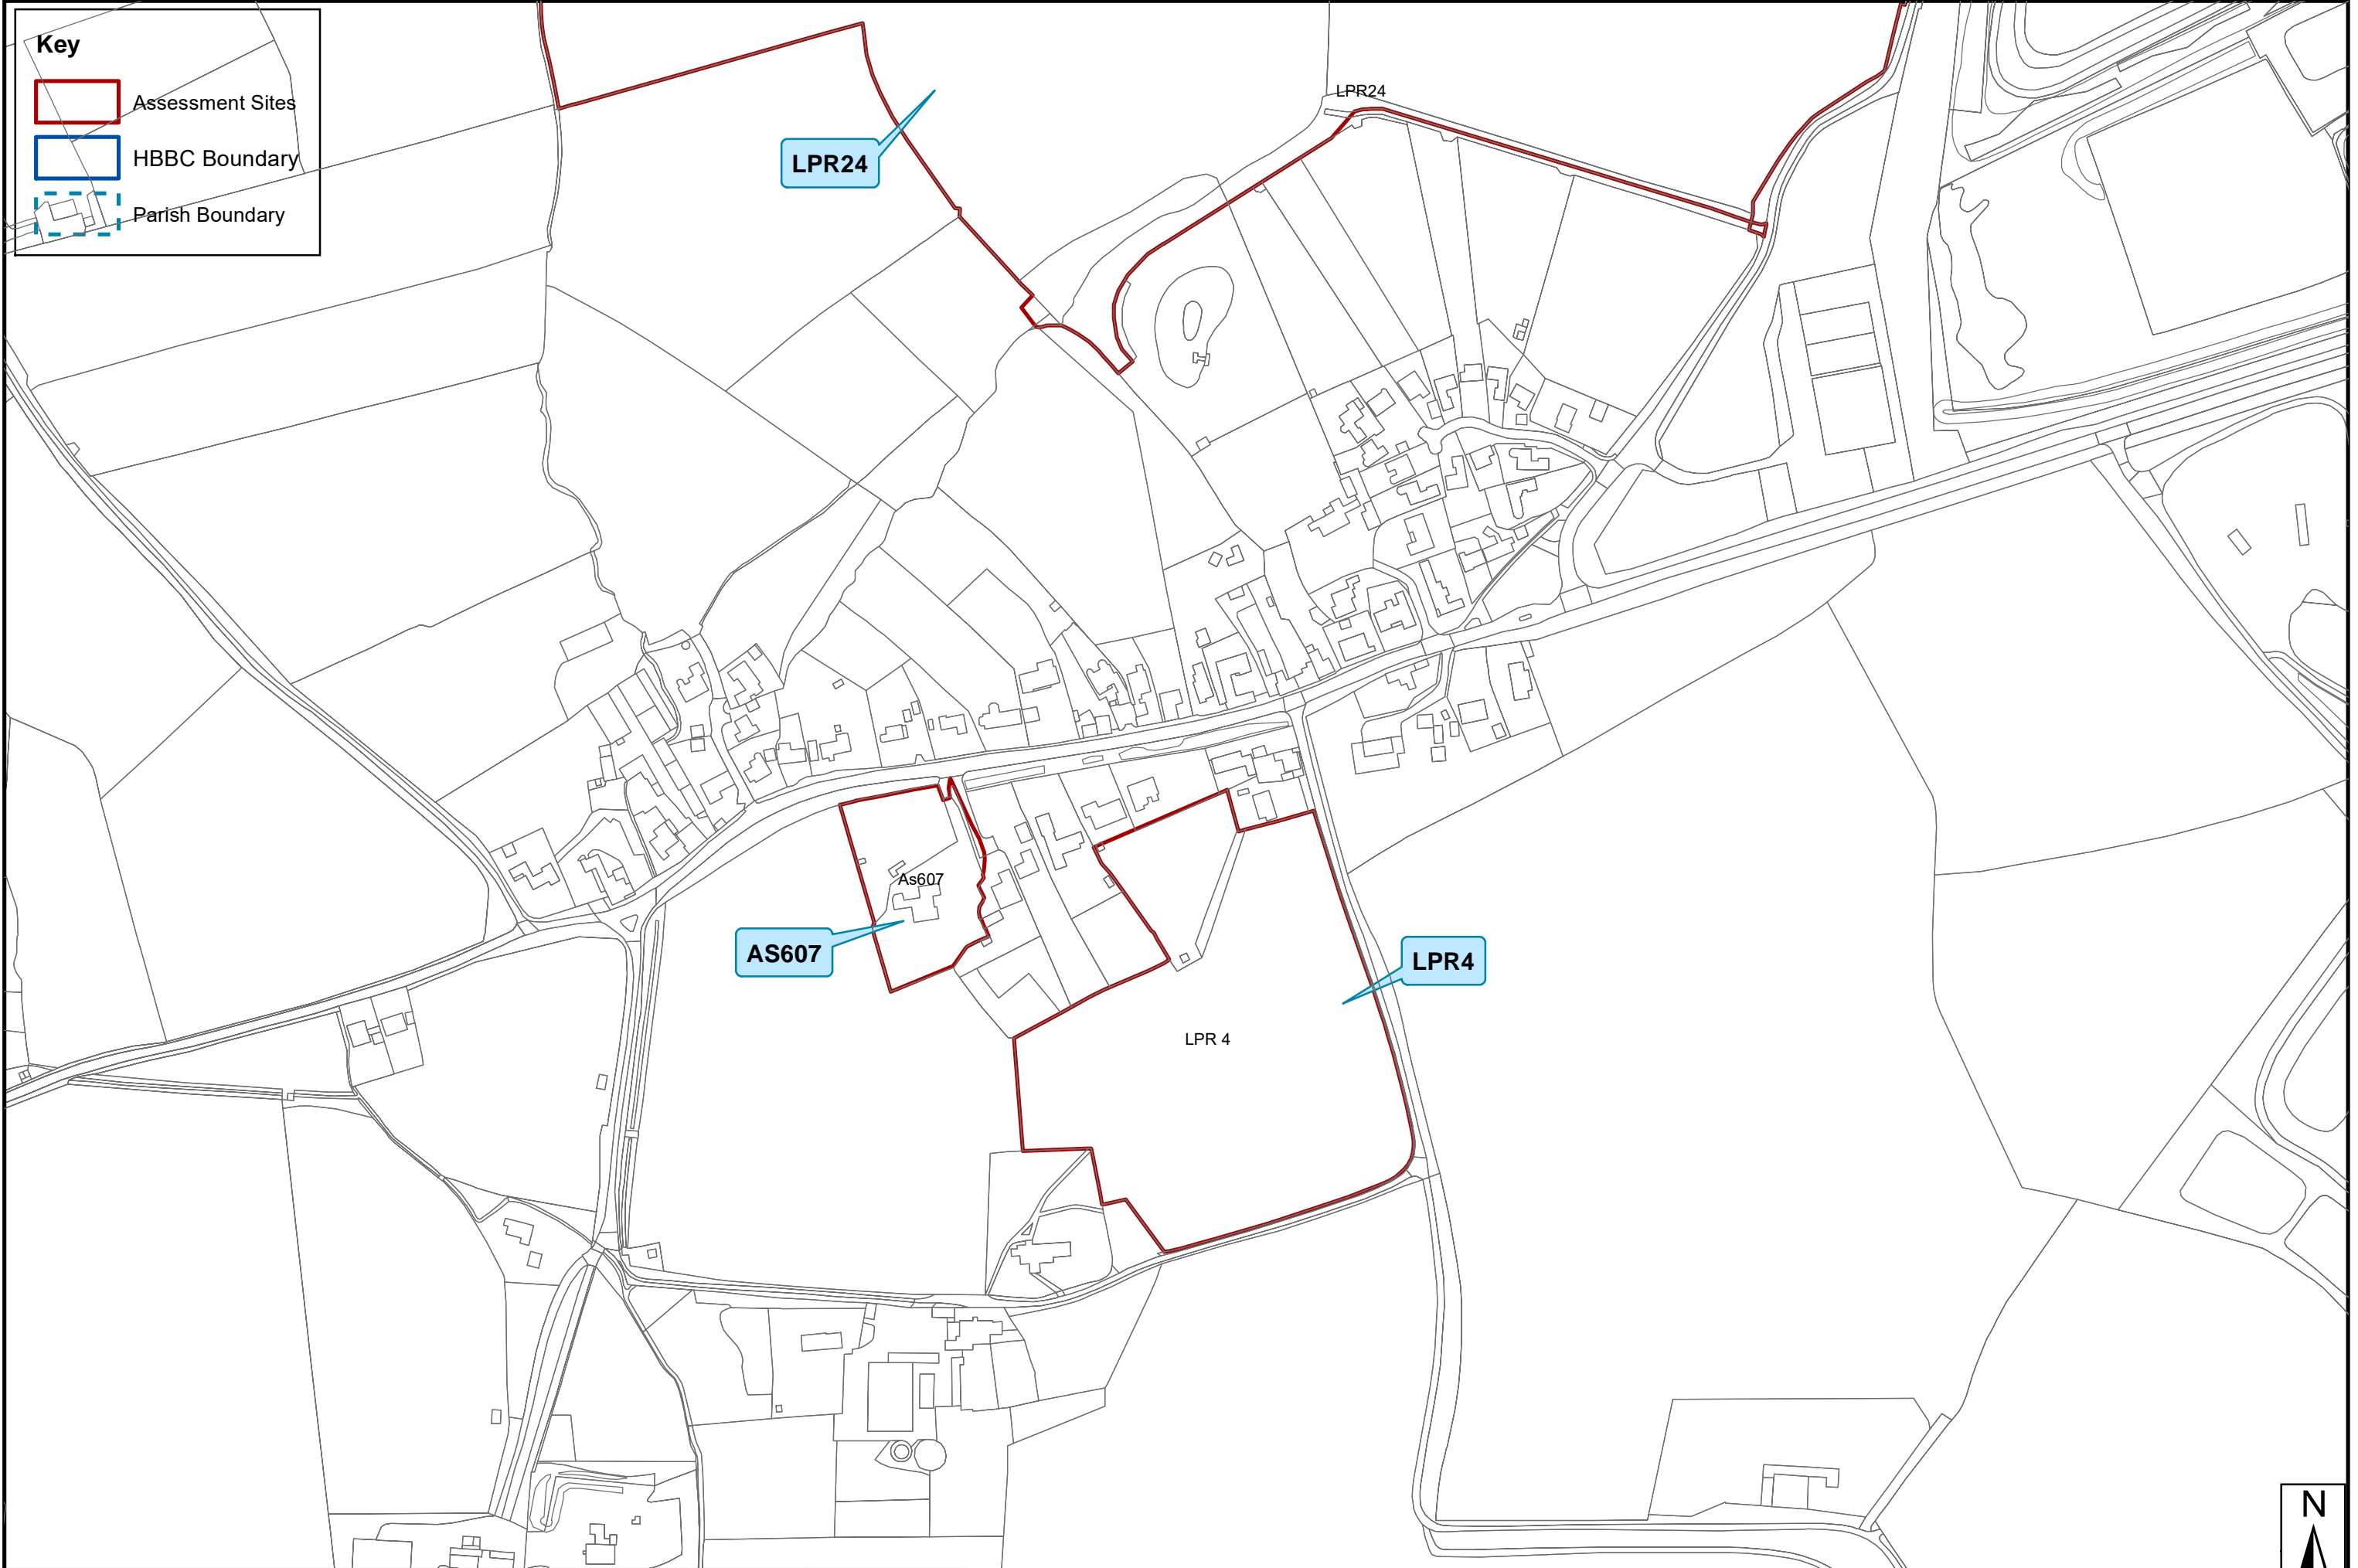 Key
Assessment Sites
HBBC Boundary
Parish Boundary
LPR24
LPR24
As607
AS607
LPR4
LPR 4
N